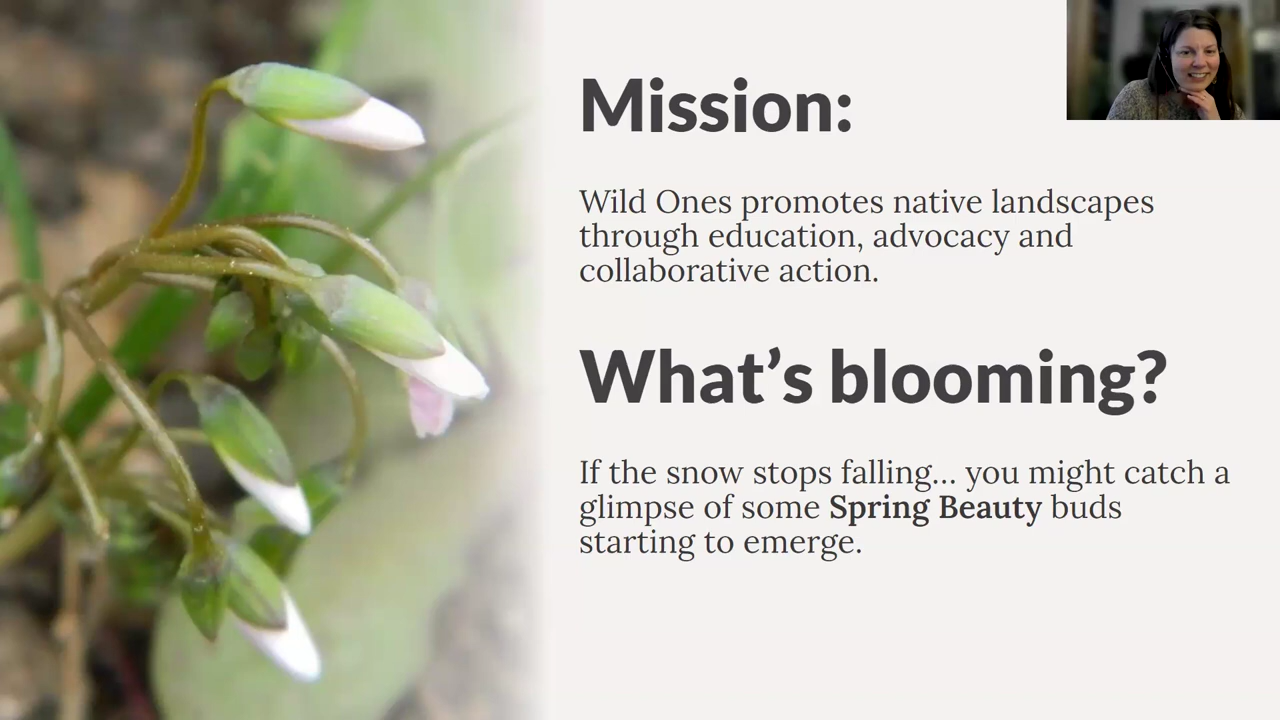 Mission:
Wild Ones promotes native landscapes
through education, advocacy and
collaborative action.
What’s blooming?
If the snow stops falling... you might catch a
glimpse of some Spring Beauty buds
starting to emerge.